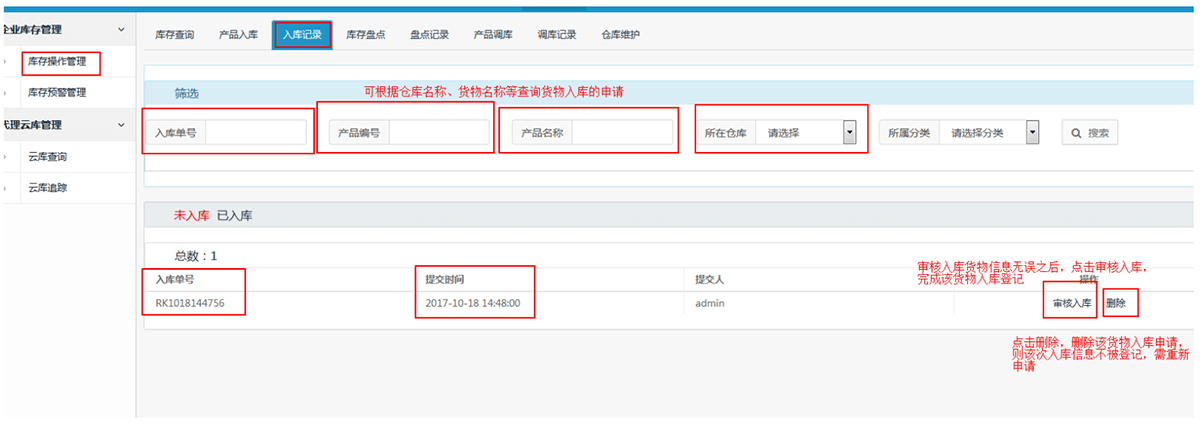 企业库存管理
库存操作管理
库存预警管理
代理云库管理
云库查询
云库追踪
库存查询 产品入库 入库记录 库存盘点 盘点记录 产品调库 调库记录 仓库维护
筛选
可根据仓库名称、货物名称等查询货物入库的申请
入库单号 产品编号 产品名称 所在仓库 请选择 所属分类 请选择分类 搜索
未入库 已入库
总数：1
入库单号 提交时间 提交人 操作
审核入库货物信息无误之后，点击审核入库，
完成该货物入库登记
RK1018144756 2017-10-18 14:48:00 admin 审核入库 删除
点击删除，删除该货物入库申请，
则该次入库信息不被登记，需重新
申请